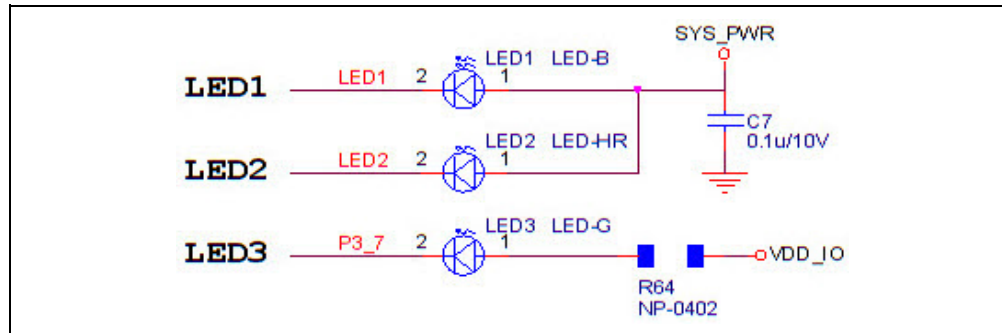 SYS_PWR
LED1 LED1 2 LED1 LED-B 1
C7
0.1u/10V
LED2 LED2 2 LED2 LED-HR 1
LED3 P3_7 2 LED3 LED-G 1
VDD_IO
R64
NP-0402